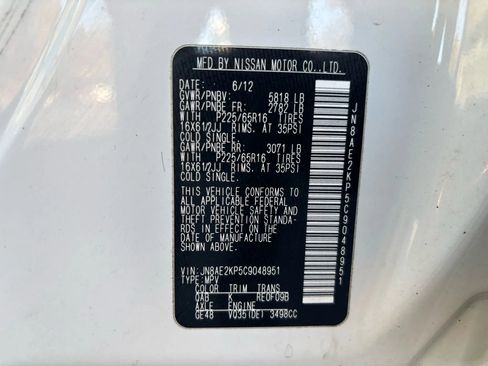 MFD BY NISSAN MOTOR CO.,LTD.
DATE: 6/12
GVWR/PNBV: 5818 LB
GAWR/PNBE FR: 2782 LB
WITH P225/65R16 TIRES
16X61/2JJ RIMS. AT 35PSI
COLD SINGLE.
GAWR/PNBE RR: 3071 LB
WITH P225/65R16 TIRES
16X61/2JJ RIMS. AT 35PSI
COLD SINGLE.
THIS VEHICLE CONFORMS TO
ALL APPLICABLE FEDERAL
MOTOR VEHICLE SAFETY AND
THEFT PREVENTION STANDA-
RDS IN EFFECT ON THE DATE
OF MANUFACTURE
SHOWN ABOVE.
VIN: JN8AE2KP5C9048951
TYPE: MPV
COLOR TRIM TRANS
QAB K RE0F09B
AXLE ENGINE
GE48 VQ35(DE) 3498CC
JN8AE2KP5C9048951